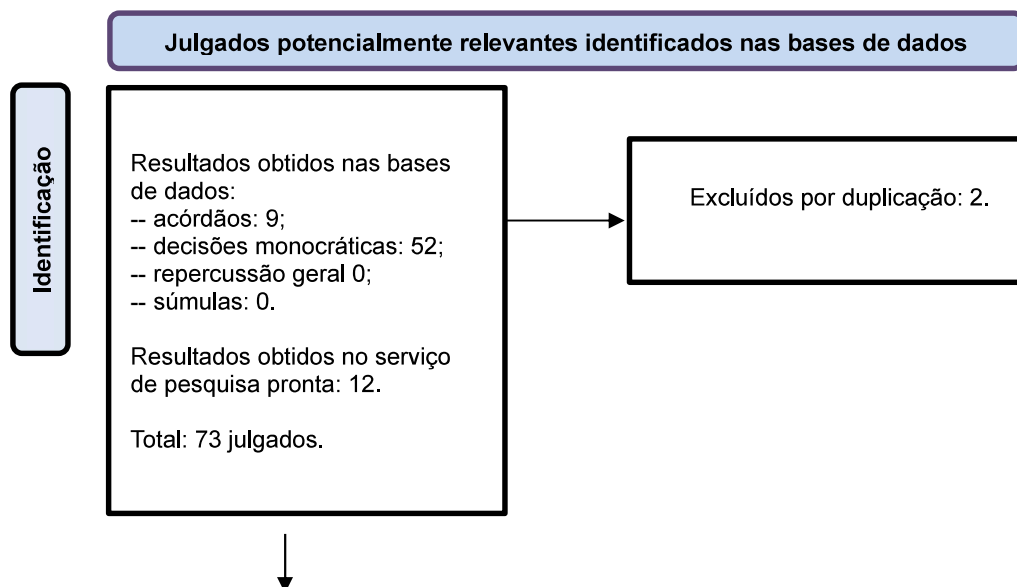 Julgados potencialmente relevantes identificados nas bases de dados
Identificação
Resultados obtidos nas bases
de dados:
-- acórdãos: 9;
-- decisões monocráticas: 52;
-- repercussão geral 0;
-- súmulas: 0.
Resultados obtidos no serviço
de pesquisa pronta: 12.
Total: 73 julgados.
Excluídos por duplicação: 2.